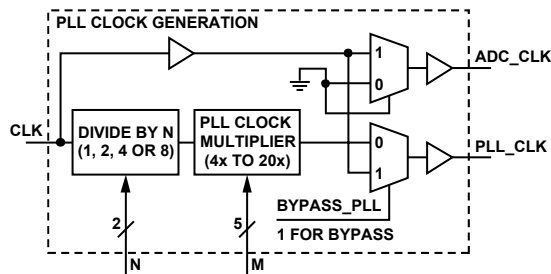 PLL CLOCK GENERATION
1
0
ADC_CLK
CLK
DIVIDE BY N
(1, 2, 4 OR 8)
PLL CLOCK
MULTIPLIER
(4x TO 20x)
0
1
PLL_CLK
BYPASS_PLL
1 FOR BYPASS
2
5
N
M